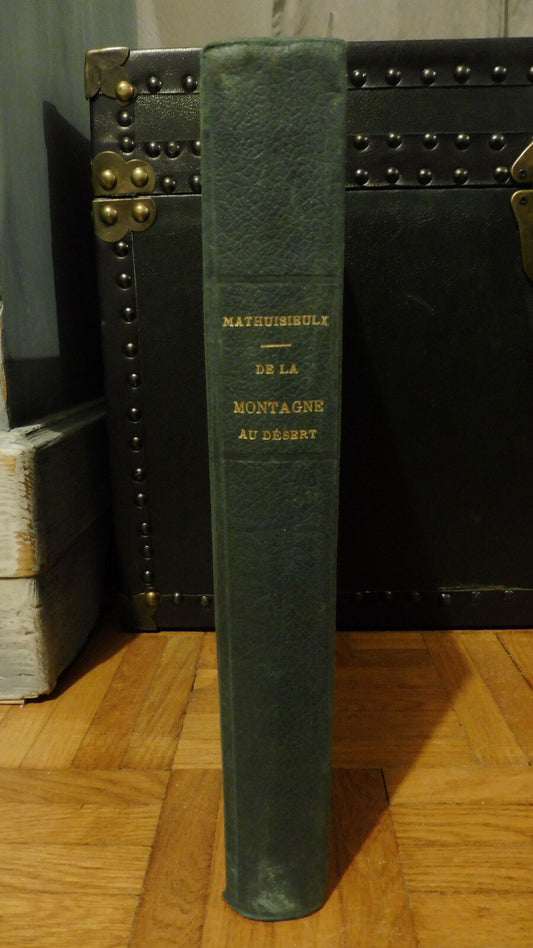 MATHUISIEULX
DE LA
MONTAGNE
AU DÉSERT